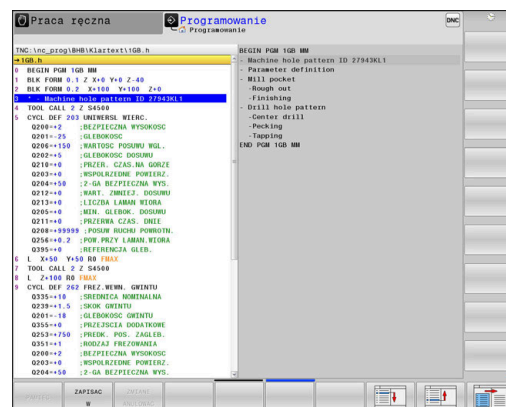 Praca ręczna
Programowanie
Programowanie
DNC
TNC:\nc_prog\BHB\Klartext\1GB.h
→1GB.h
0 BEGIN PGM 1GB MM
1 BLK FORM 0.1 Z X+0 Y+0 Z-40
2 BLK FORM 0.2 X+100 Y+100 Z+0
3 * - Machine hole pattern ID 27943KL1
4 TOOL CALL 2 Z S4500
5 CYCL DEF 203 UNIWERSL WIERC.
Q200=+2 ;BEZPIECZNA WYSOKOSC
Q201=-25 ;GLEBOKOSC
Q206=+150 ;WARTOSC POSUWU WGL.
Q202=+5 ;GLEBOKOSC DOSUWU
Q210=+0 ;PRZER. CZAS.NA GORZE
Q203=+0 ;WSPOLRZEDNE POWIERZ.
Q204=+50 ;2-GA BEZPIECZNA WYS.
Q212=+0 ;WART. ZMNIEJ. DOSUWU
Q213=+0 ;LICZBA LAMAN WIORA
Q205=+0 ;MIN. GLEBOK. DOSUWU
Q211=+0 ;PRZERWA CZAS. DNIE
Q208=+99999 ;POSUW RUCHU POWROTN.
Q256=+0.2 ;POW.PRZY LAMAN.WIORA
Q395=+0 ;REFERENCJA GLEB.
6 L X+50 Y+50 R0 FMAX
7 TOOL CALL 2 Z S4500
8 L Z+100 R0 FMAX
9 CYCL DEF 262 FREZ.WEWN. GWINTU
Q335=+10 ;SREDNICA NOMINALNA
Q239=+1.5 ;SKOK GWINTU
Q201=-18 ;GLEBOKOSC GWINTU
Q355=+0 ;PRZEJSCIA DODATKOWE
Q253=+750 ;PREDK. POS. ZAGLEB.
Q351=+1 ;RODZAJ FREZOWANIA
Q200=+2 ;BEZPIECZNA WYSOKOSC
Q203=+0 ;WSPOLRZEDNE POWIERZ.
Q204=+50 ;2-GA BEZPIECZNA WYS.
BEGIN PGM 1GB MM
- Machine hole pattern ID 27943KL1
- Parameter definition
- Mill pocket
-Rough out
-Finishing
- Drill hole pattern
-Center drill
-Pecking
-Tapping
END PGM 1GB MM
ZAPISAC
W